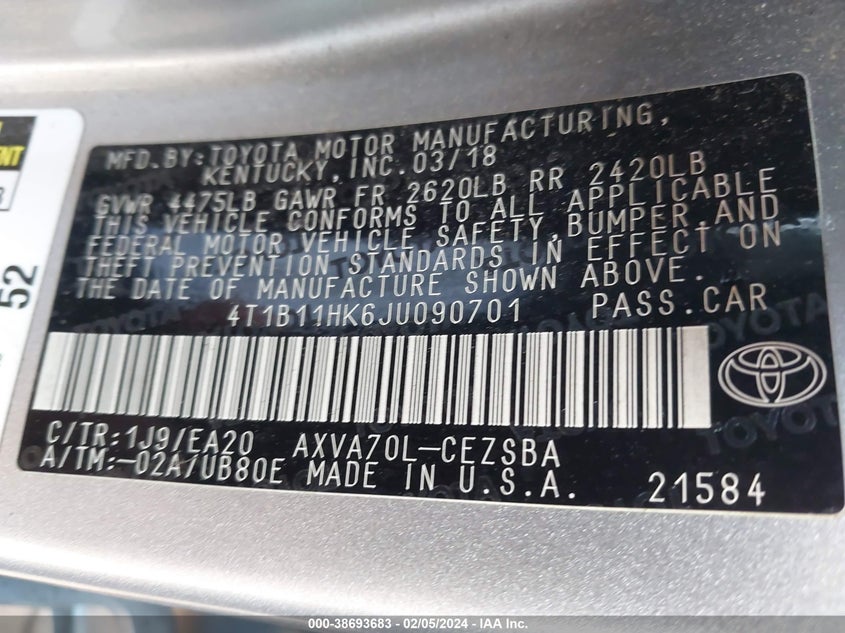 MFD.BY:TOYOTA MOTOR MANUFACTURING,
KENTUCKY,INC.03/18
GVWR 4475LB GAWR FR 2620LB RR 2420LB
THIS VEHICLE CONFORMS TO ALL APPLICABLE
FEDERAL MOTOR VEHICLE SAFETY,BUMPER,AND
THEFT PREVENTION STANDARDS IN EFFECT ON
THE DATE OF MANUFACTURE SHOWN ABOVE.
4T1B11HK6JU090701 PASS.CAR
C/TR:1J9/EA20 AXVA70L-CEZSBA
A/TM:-02A/UB80E MADE IN U.S.A. 21584
52
000-38693683 - 02/05/2024 - IAA Inc.